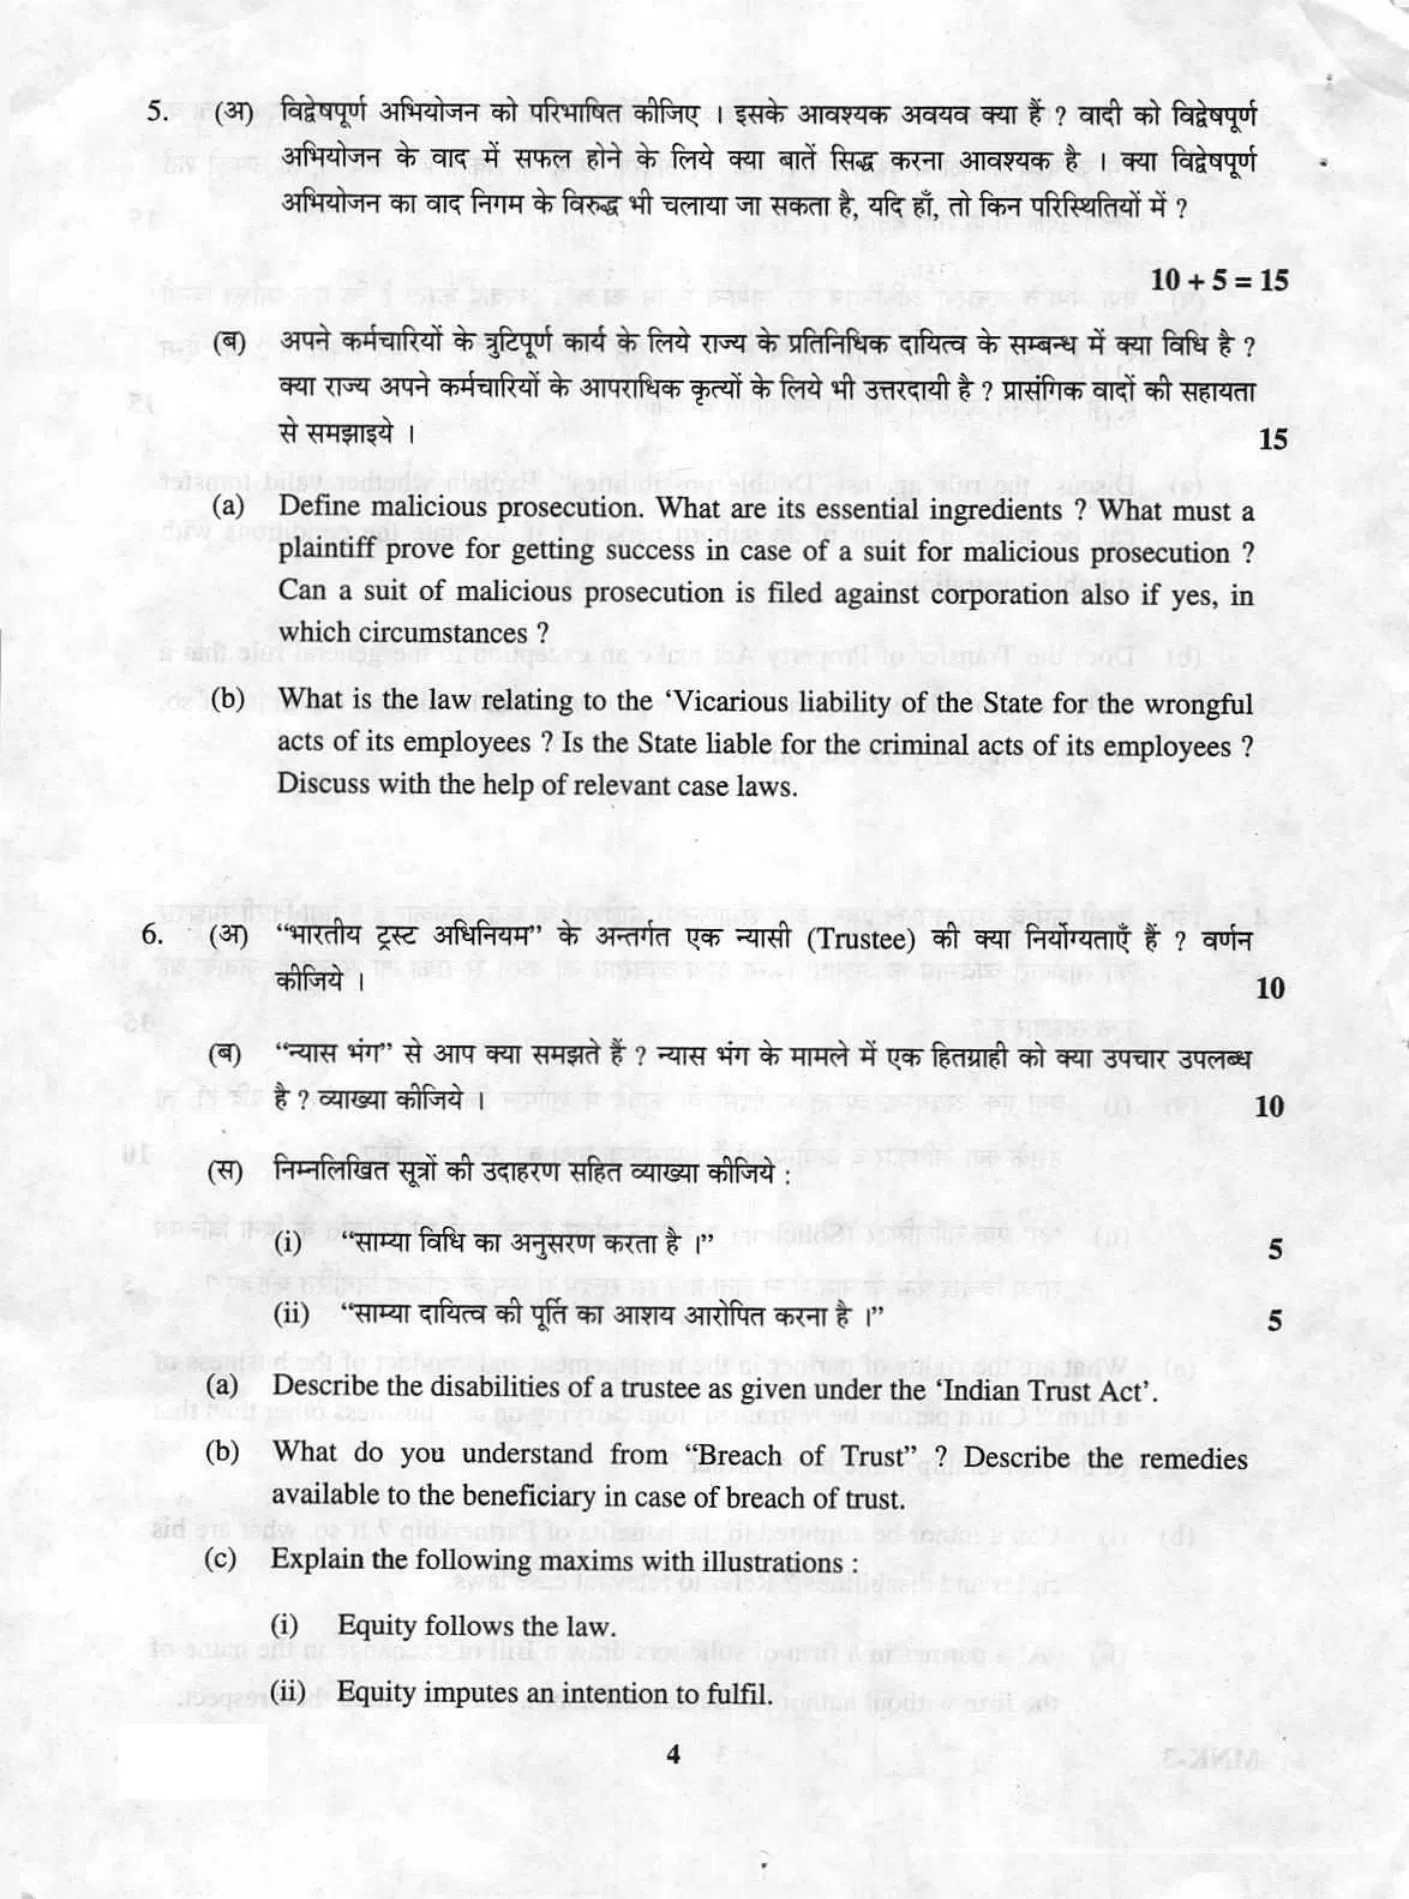 5. (अ) विद्वेषपूर्ण अभियोजन को परिभाषित कीजिए । इसके आवश्यक अवयव क्या हैं ? वादी को विद्वेषपूर्ण
अभियोजन के वाद में सफल होने के लिये क्या बातें सिद्ध करना आवश्यक है । क्या विद्वेषपूर्ण
अभियोजन का वाद निगम के विरुद्ध भी चलाया जा सकता है, यदि हाँ, तो किन परिस्थितियों में ?
10 + 5 = 15
(ब) अपने कर्मचारियों के त्रुटिपूर्ण कार्य के लिये राज्य के प्रतिनिधिक दायित्व के सम्बन्ध में क्या विधि है ?
क्या राज्य अपने कर्मचारियों के आपराधिक कृत्यों के लिये भी उत्तरदायी है ? प्रासंगिक वादों की सहायता
से समझाइये । 15
(a) Define malicious prosecution. What are its essential ingredients ? What must a
plaintiff prove for getting success in case of a suit for malicious prosecution ?
Can a suit of malicious prosecution is filed against corporation also if yes, in
which circumstances ?
(b) What is the law relating to the ‘Vicarious liability of the State for the wrongful
acts of its employees ? Is the State liable for the criminal acts of its employees ?
Discuss with the help of relevant case laws.
6. (अ) “भारतीय ट्रस्ट अधिनियम” के अन्तर्गत एक न्यासी (Trustee) की क्या निर्योग्यताएँ हैं ? वर्णन
कीजिये । 10
(ब) “न्यास भंग” से आप क्या समझते हैं ? न्यास भंग के मामले में एक हितग्राही को क्या उपचार उपलब्ध
है ? व्याख्या कीजिये । 10
(स) निम्नलिखित सूत्रों की उदाहरण सहित व्याख्या कीजिये :
(i) “साम्या विधि का अनुसरण करता है ।” 5
(ii) “साम्या दायित्व की पूर्ति का आशय आरोपित करना है ।” 5
(a) Describe the disabilities of a trustee as given under the ‘Indian Trust Act’.
(b) What do you understand from “Breach of Trust” ? Describe the remedies
available to the beneficiary in case of breach of trust.
(c) Explain the following maxims with illustrations :
(i) Equity follows the law.
(ii) Equity imputes an intention to fulfil.
4